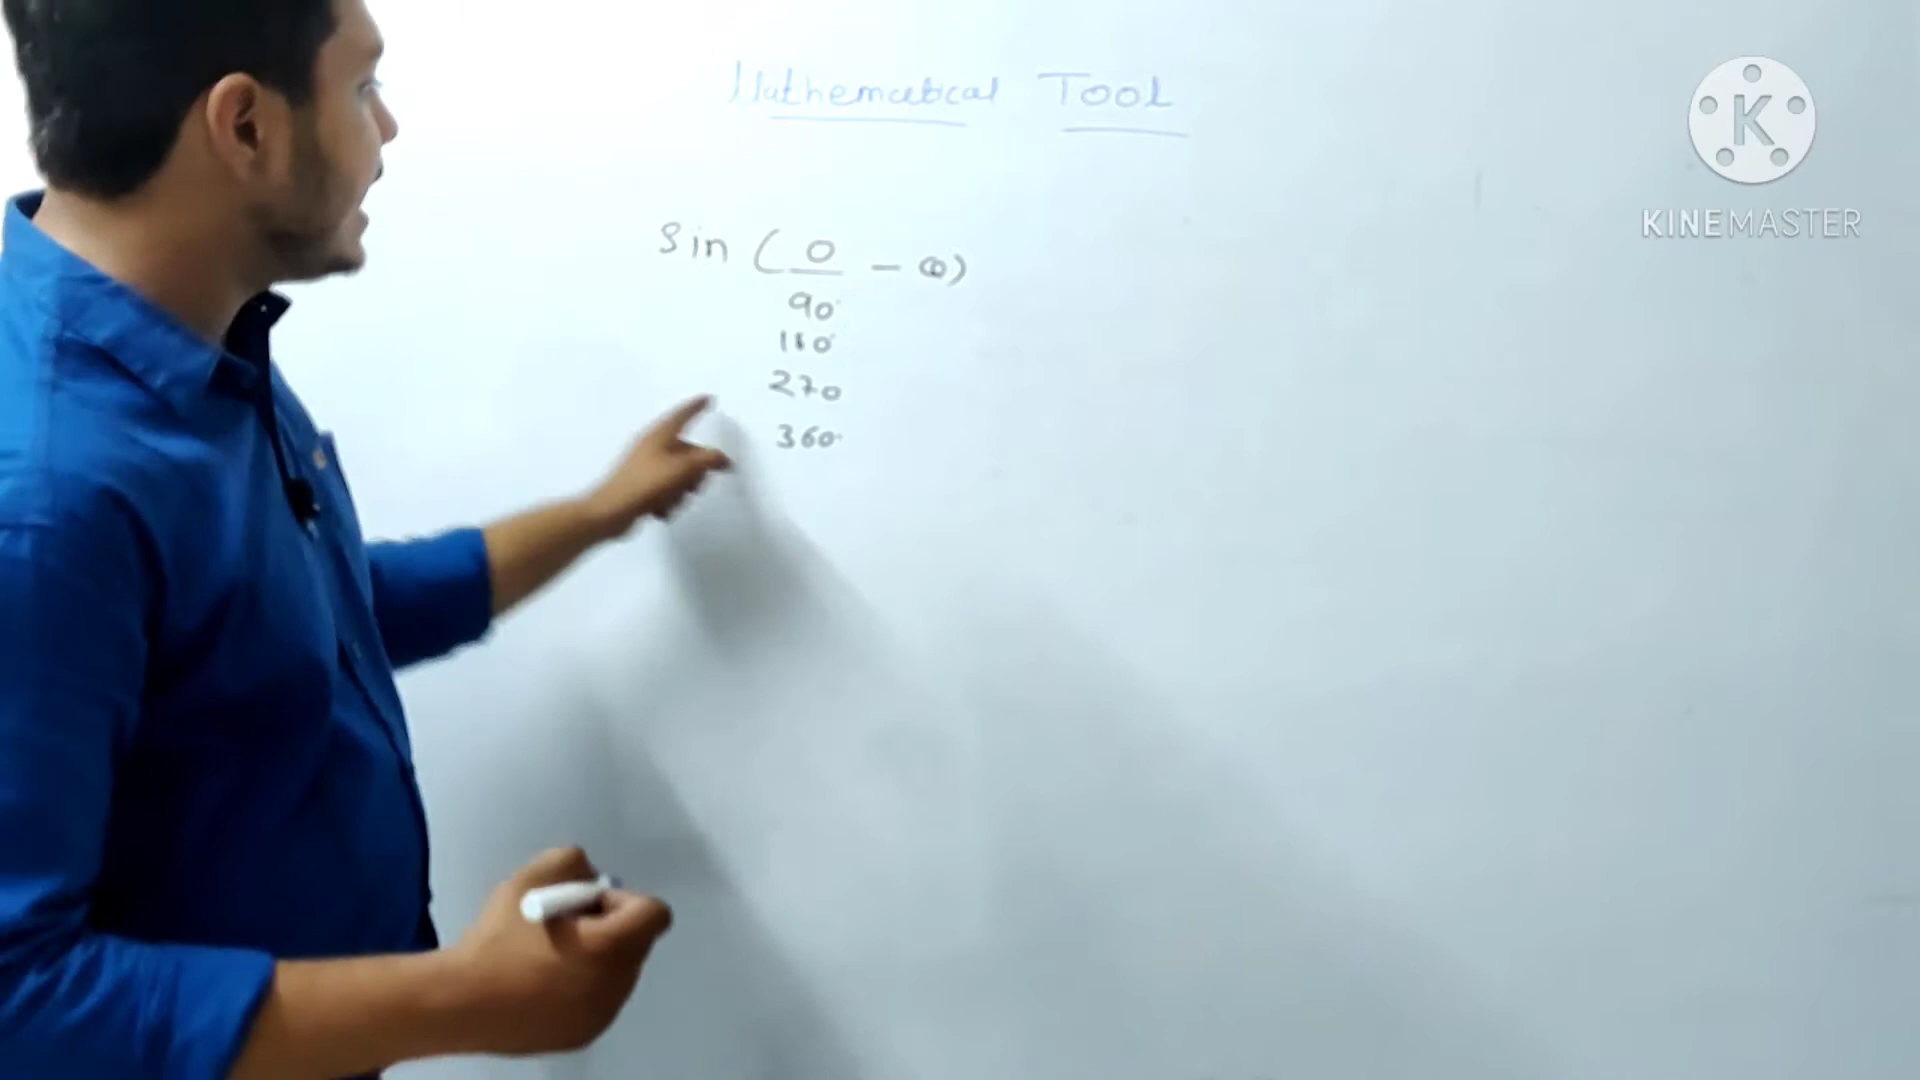 Mathematical Tool
K
KINEMASTER
sin ( 0 - θ)
90°
180°
270
360°